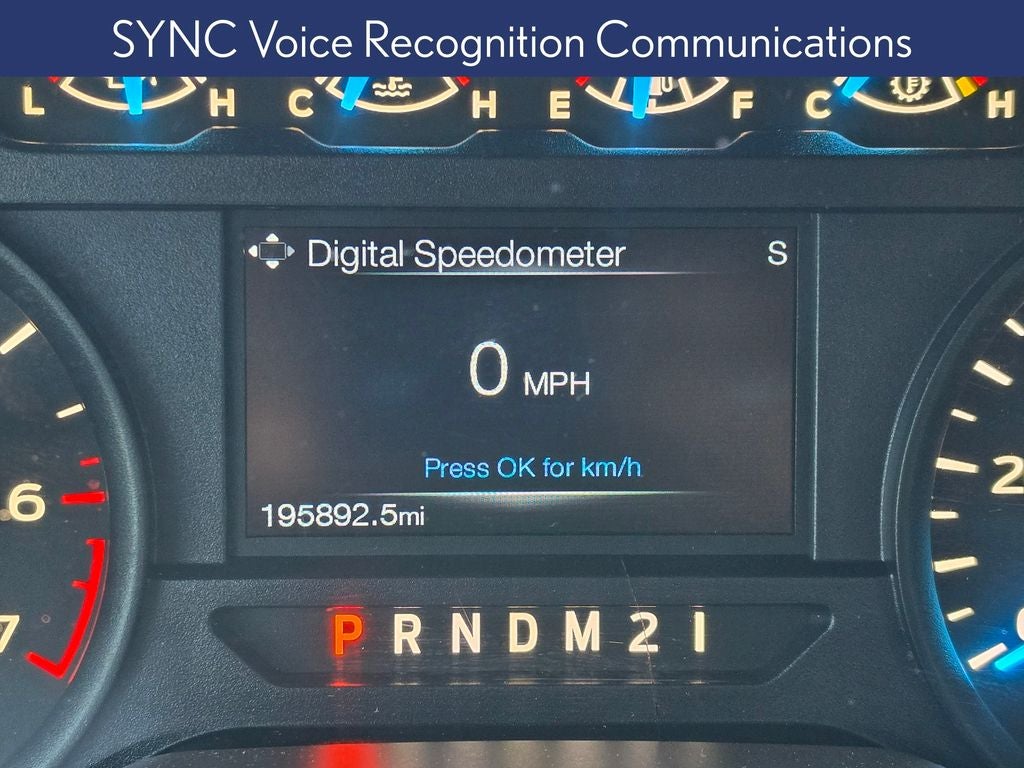 SYNC Voice Recognition Communications
L H C H E F C H
Digital Speedometer S
0 MPH
Press OK for km/h
195892.5mi
6
7
2
P R N D M 2 1